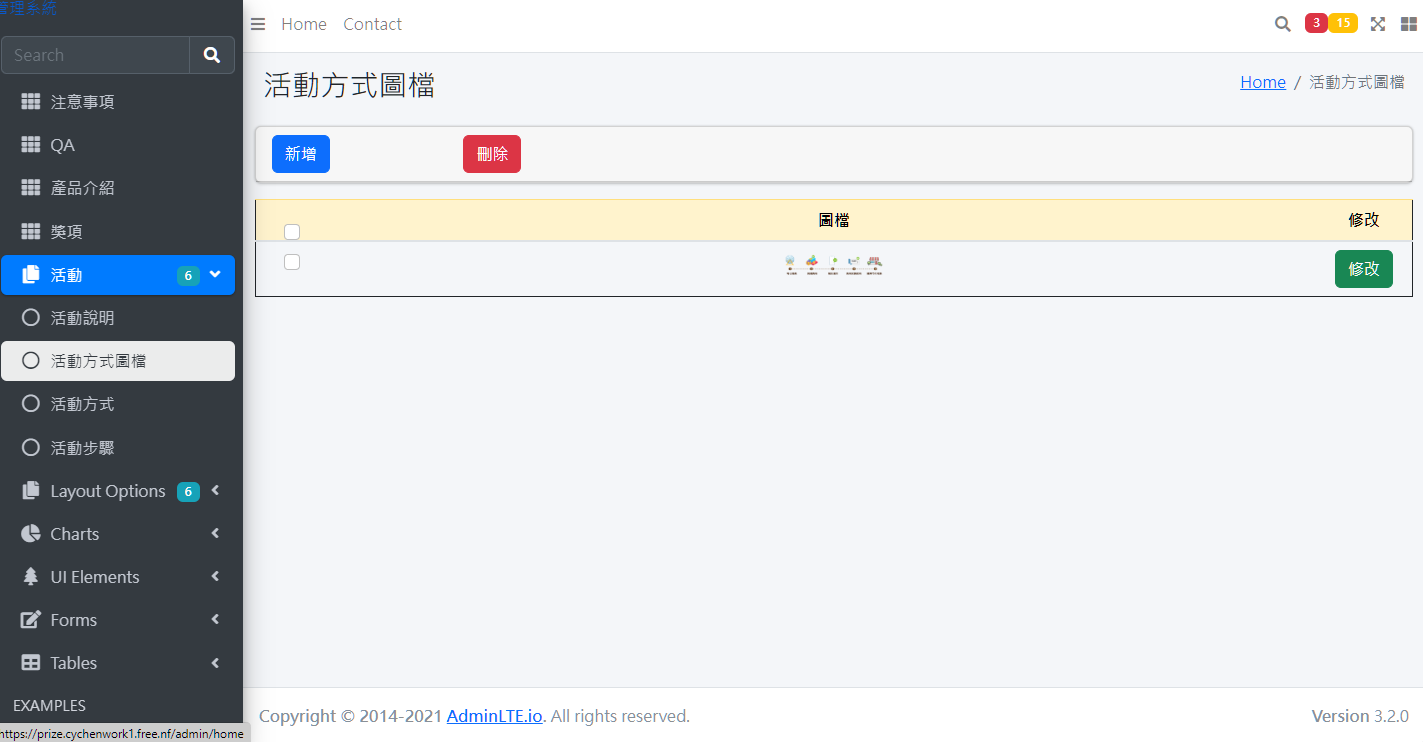 管理系統
Search
注意事項
QA
產品介紹
獎項
活動 6
活動說明
活動方式圖檔
活動方式
活動步驟
Layout Options 6
Charts
UI Elements
Forms
Tables
EXAMPLES
https://prize.cychenwork1.free.nf/admin/home
Home Contact
3 15
活動方式圖檔
Home / 活動方式圖檔
新增 刪除
圖檔 修改
修改
Copyright © 2014-2021 AdminLTE.io. All rights reserved.
Version 3.2.0